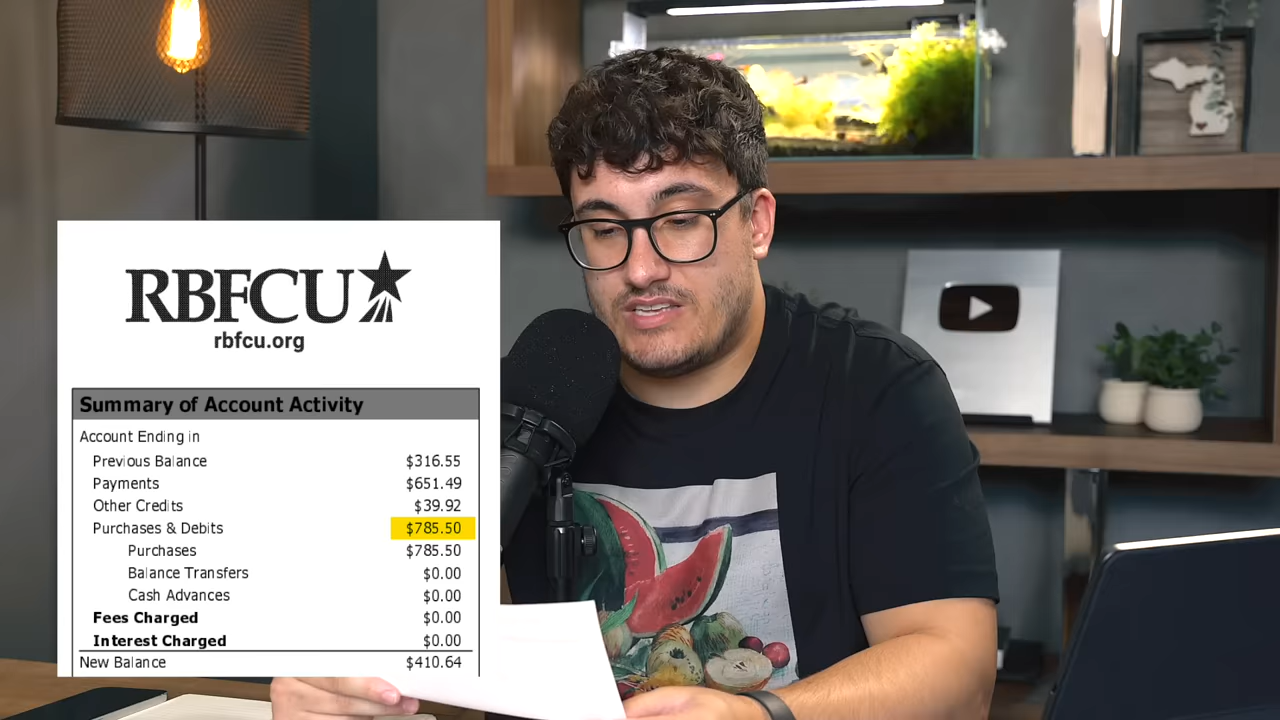 RBFCU
rbfcu.org
Summary of Account Activity
Account Ending in
Previous Balance $316.55
Payments $651.49
Other Credits $39.92
Purchases & Debits $785.50
Purchases $785.50
Balance Transfers $0.00
Cash Advances $0.00
Fees Charged $0.00
Interest Charged $0.00
New Balance $410.64